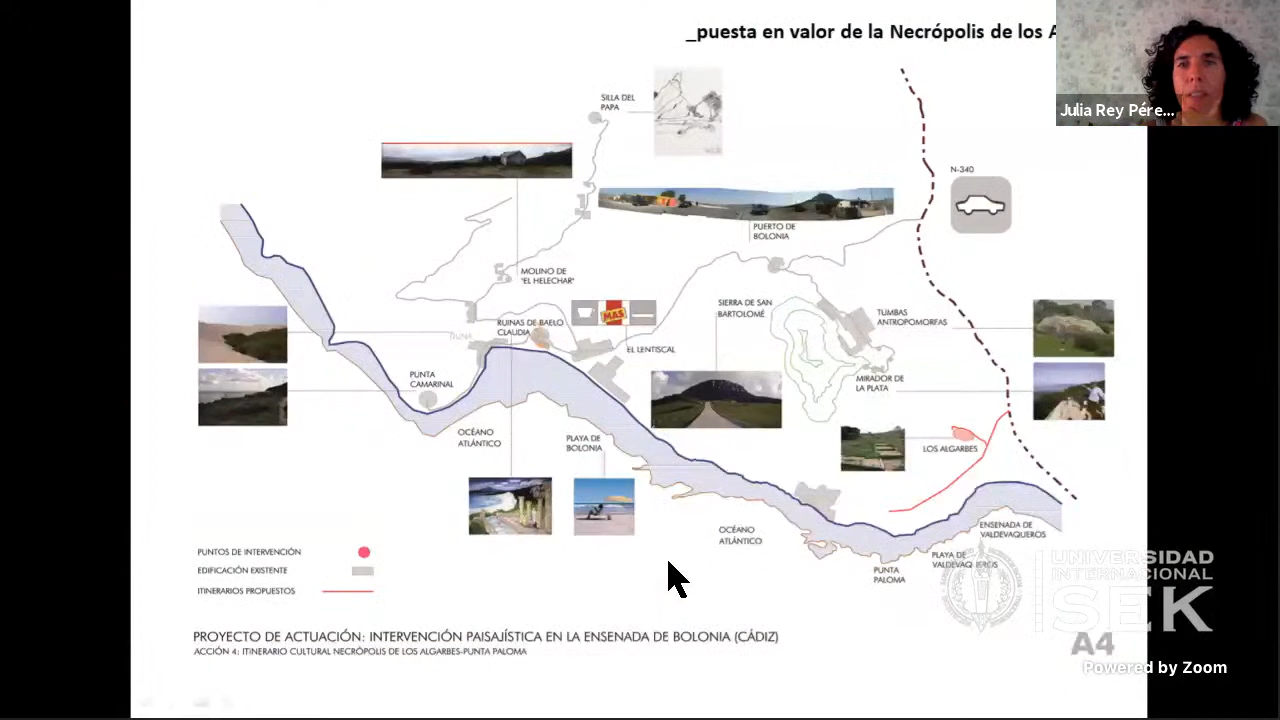 _puesta en valor de la Necrópolis de los
Julia Rey Pére...
SILLA DEL
PAPA
N-340
PUERTO DE
BOLONIA
MOLINO DE
"EL HELECHAR"
SIERRA DE SAN
BARTOLOMÉ
MAS
TUMBAS
ANTROPOMORFAS
RUINAS DE BAELO
CLAUDIA
EL LENTISCAL
PUNTA
CAMARINAL
MIRADOR DE
LA PLATA
OCÉANO
ATLÁNTICO
PLAYA DE
BOLONIA
LOS ALGARBES
OCÉANO
ATLÁNTICO
ENSENADA DE
VALDEVAQUEROS
PLAYA DE
VALDEVAQUEROS
PUNTA
PALOMA
PUNTOS DE INTERVENCIÓN
EDIFICACIÓN EXISTENTE
ITINERARIOS PROPUESTOS
UNIVERSIDAD
INTERNACIONAL
SEK
PROYECTO DE ACTUACIÓN: INTERVENCIÓN PAISAJÍSTICA EN LA ENSENADA DE BOLONIA (CÁDIZ)
ACCIÓN 4: ITINERARIO CULTURAL NECRÓPOLIS DE LOS ALGARBES-PUNTA PALOMA
A4
Powered by Zoom